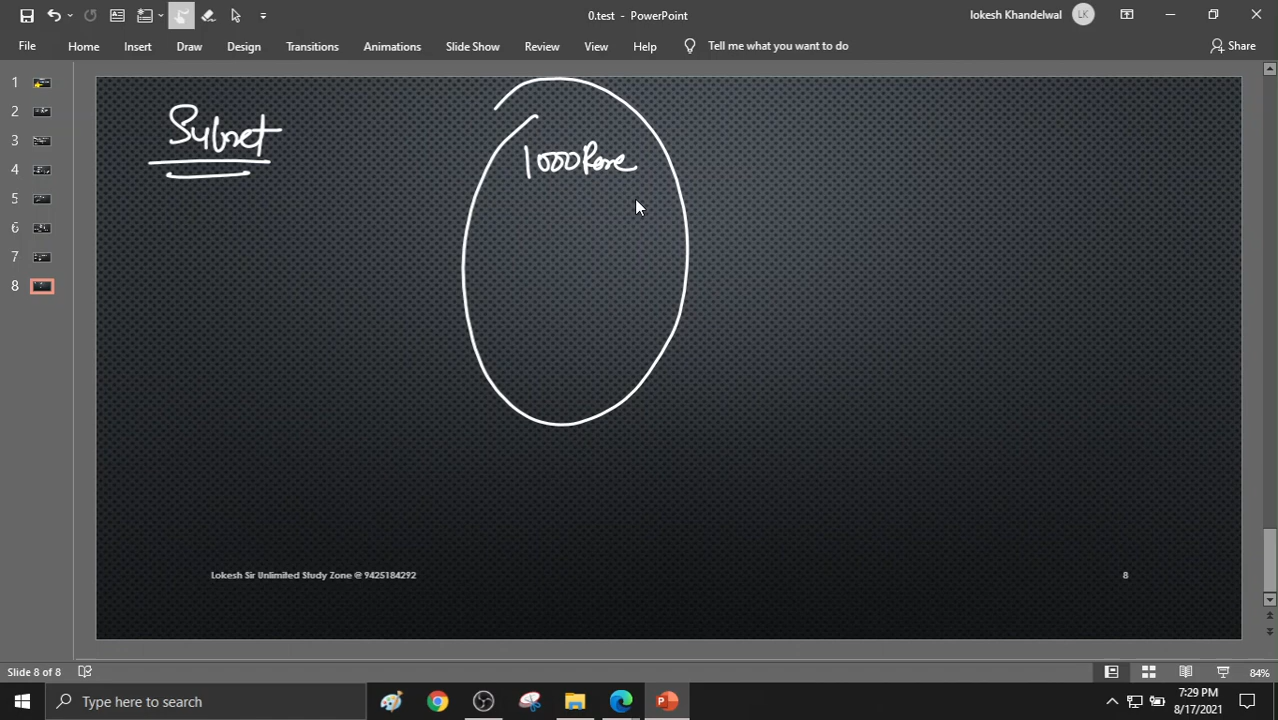 0.test - PowerPoint
lokesh Khandelwal LK
File Home Insert Draw Design Transitions Animations Slide Show Review View Help Tell me what you want to do Share
1
2
3
4
5
6
7
8
Subset
1000
Lokesh Sir Unlimited Study Zone @ 9425184292 8
Slide 8 of 8 84%
Type here to search
7:29 PM
8/17/2021